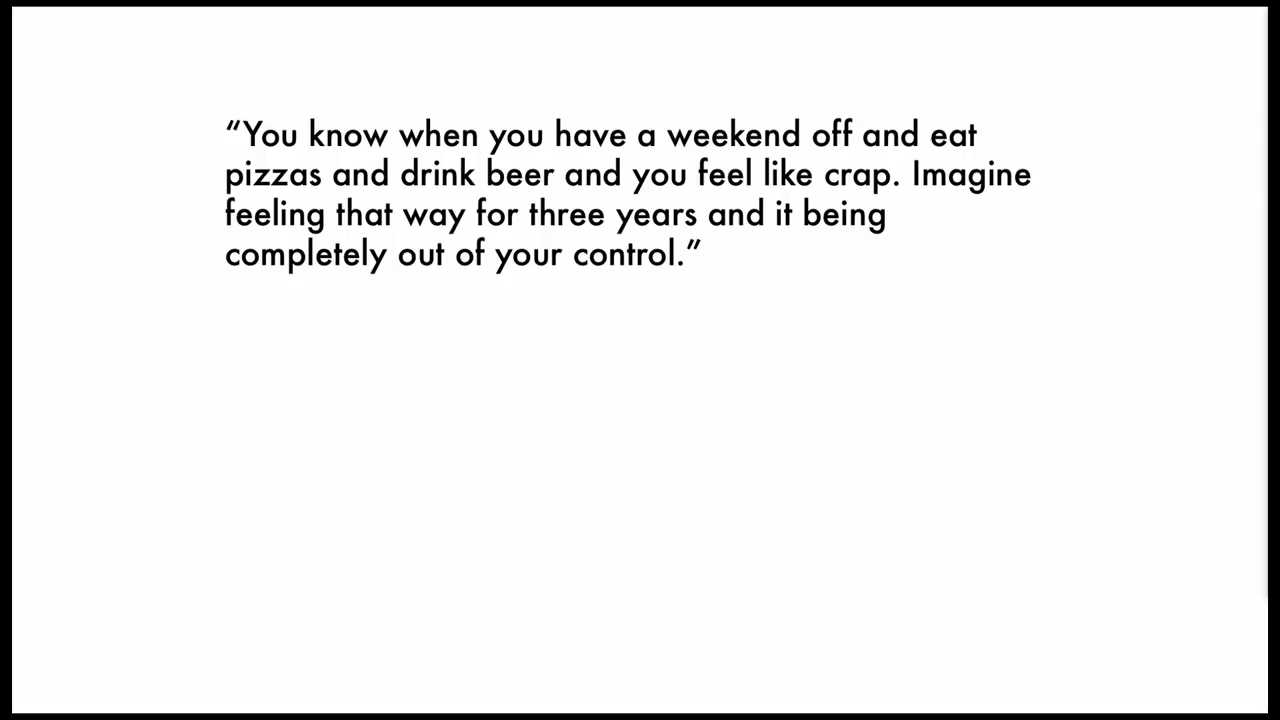 “You know when you have a weekend off and eat
pizzas and drink beer and you feel like crap. Imagine
feeling that way for three years and it being
completely out of your control.”